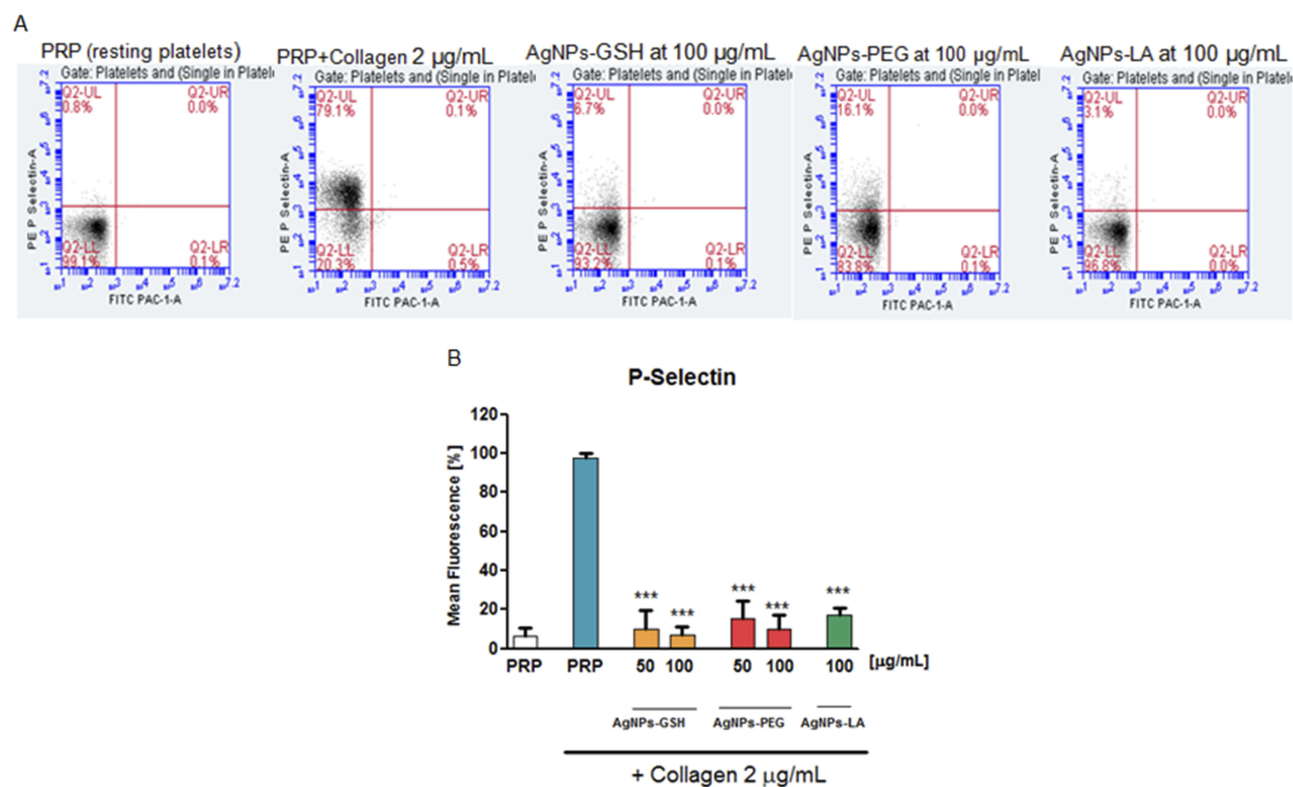 A
PRP (resting platelets)
PRP+Collagen 2 µg/mL
AgNPs-GSH at 100 µg/mL
AgNPs-PEG at 100 µg/mL
AgNPs-LA at 100 µg/mL
Gate: Platelets and (Single in Platel
Gate: Platelets and (Single in Platel
Gate: Platelets and (Single in Platel
Gate: Platelets and (Single in Platel
Gate: Platelets and (Single in Platel
Q2-UL Q2-UR
0.8% 0.0%
Q2-LL Q2-LR
99.1% 0.1%
PE P Selectin-A
FITC PAC-1-A
Q2-UL Q2-UR
79.1% 0.1%
Q2-LL Q2-LR
20.3% 0.5%
PE P Selectin-A
FITC PAC-1-A
Q2-UL Q2-UR
6.7% 0.0%
Q2-LL Q2-LR
93.2% 0.1%
PE P Selectin-A
FITC PAC-1-A
Q2-UL Q2-UR
16.1% 0.0%
Q2-LL Q2-LR
83.8% 0.1%
PE P Selectin-A
FITC PAC-1-A
Q2-UL Q2-UR
3.1% 0.0%
Q2-LL Q2-LR
96.8% 0.0%
PE P Selectin-A
FITC PAC-1-A
B
P-Selectin
Mean Fluorescence [%]
120
100
80
60
40
20
0
*** *** *** *** ***
PRP PRP 50 100 50 100 100 [µg/mL]
AgNPs-GSH AgNPs-PEG AgNPs-LA
+ Collagen 2 µg/mL